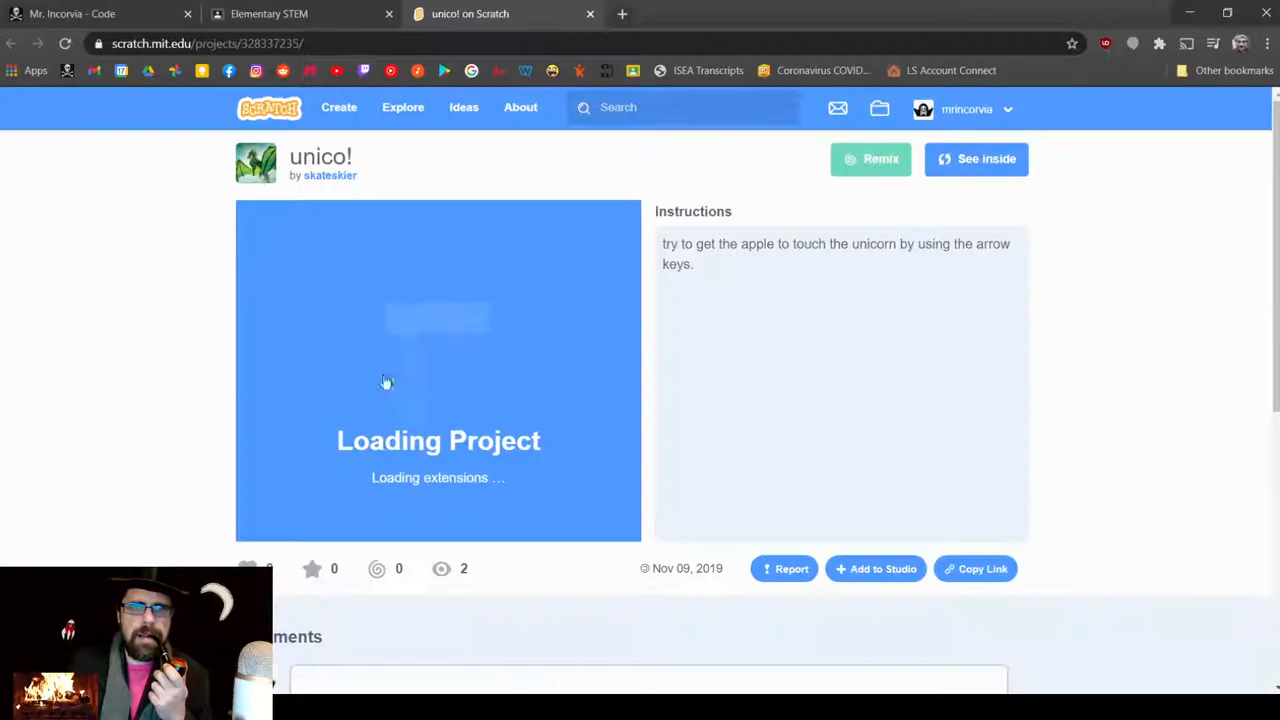 Mr. Incorvia - Code
Elementary STEM
unico! on Scratch
scratch.mit.edu/projects/328337235/
Apps
ISEA Transcripts
Coronavirus COVID...
LS Account Connect
Other bookmarks
SCRATCH
Create
Explore
Ideas
About
Search
mrincorvia
unico!
by skateskier
Remix
See inside
Instructions
try to get the apple to touch the unicorn by using the arrow
keys.
Loading Project
Loading extensions ...
0 0 2
© Nov 09, 2019
Report
Add to Studio
Copy Link
ments